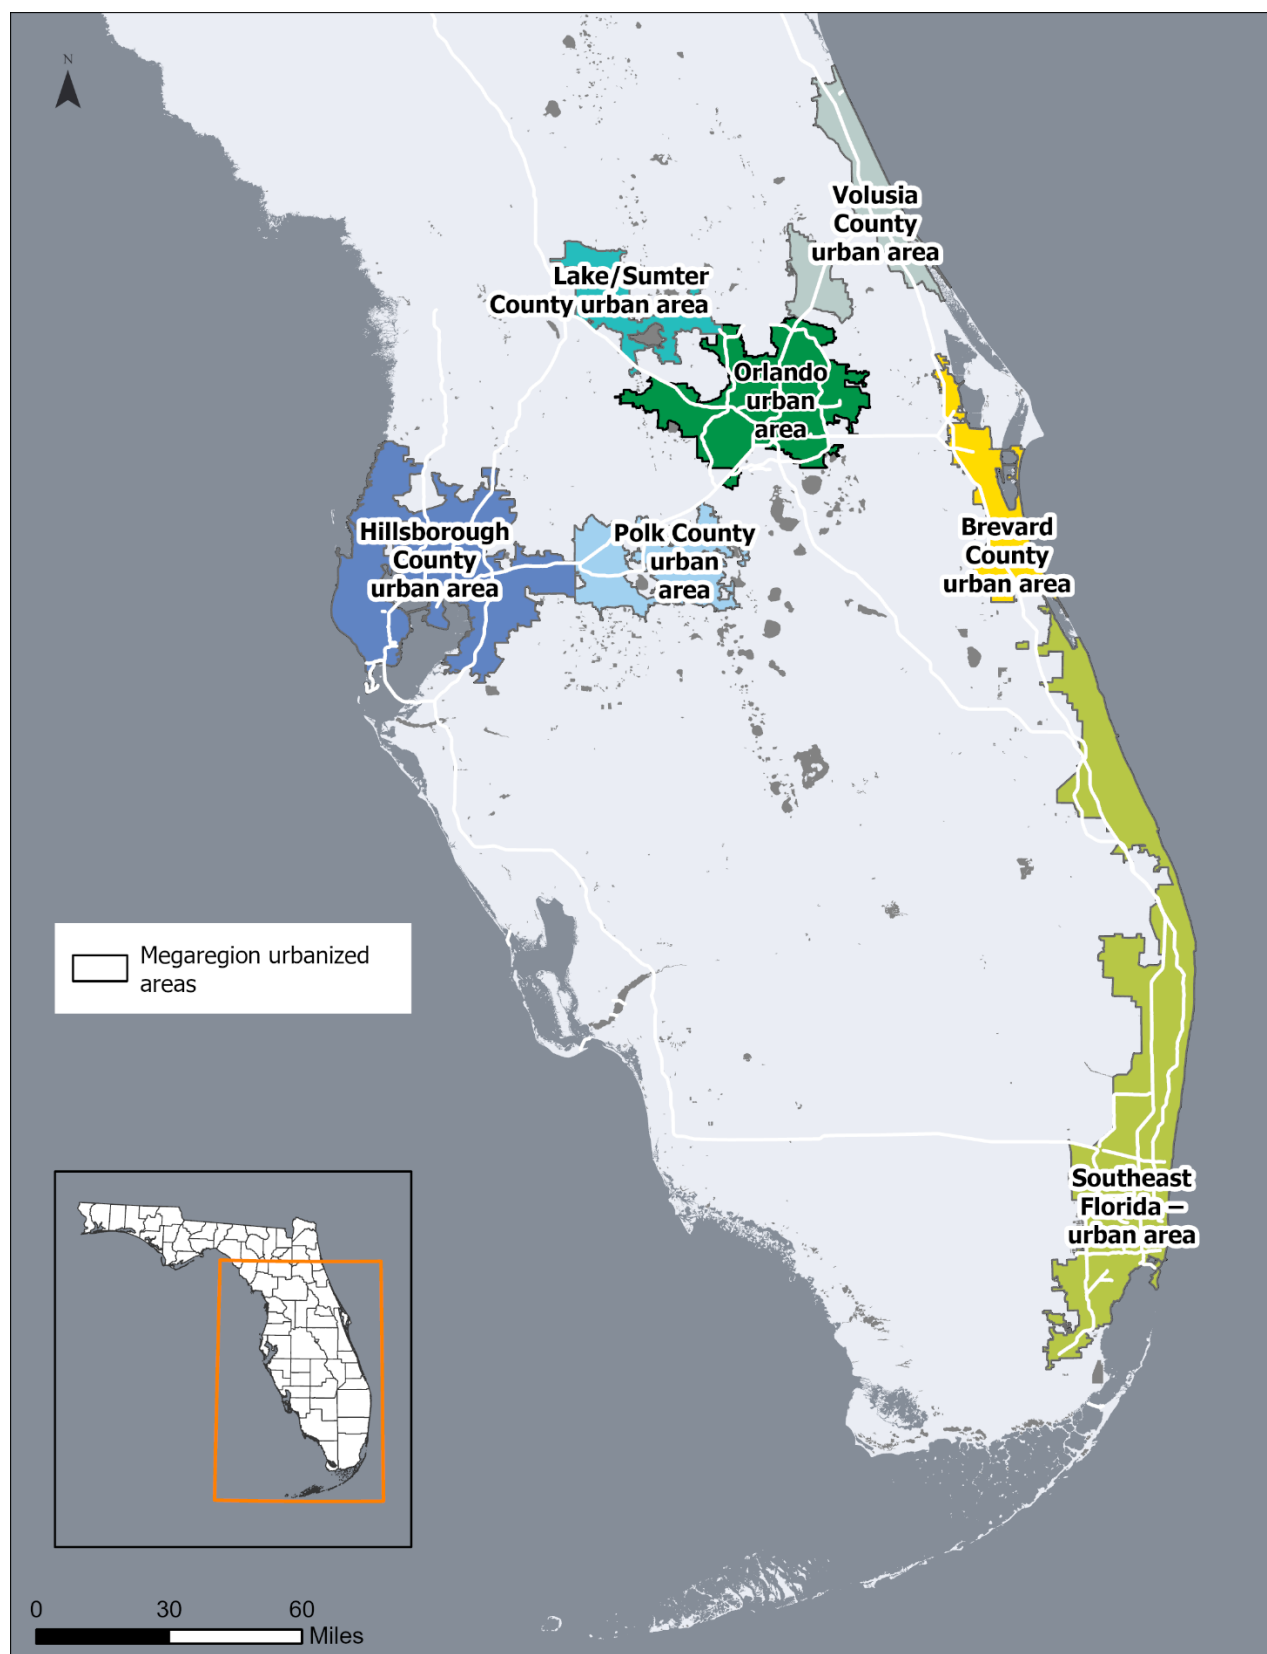 N
Volusia
County
urban area
Lake/Sumter
County urban area
Orlando
urban
area
Hillsborough
County
urban area
Polk County
urban
area
Brevard
County
urban area
Megaregion urbanized
areas
Southeast
Florida –
urban area
0 30 60
Miles